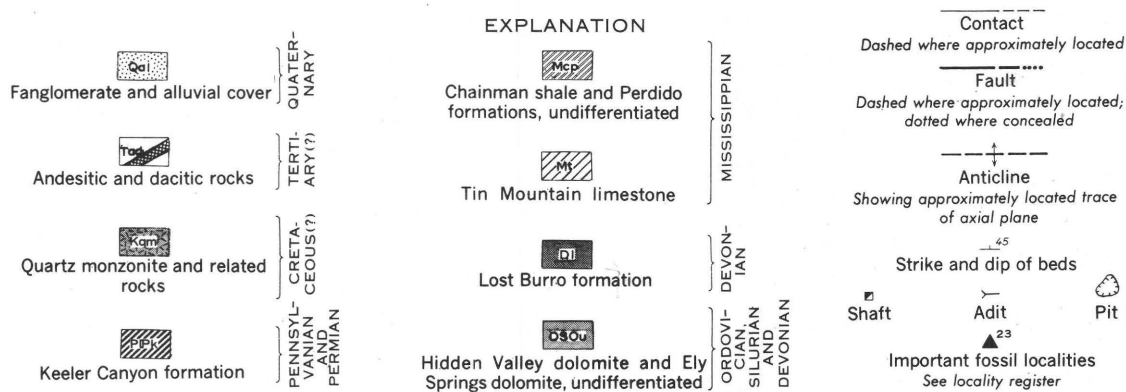 EXPLANATION
Qal
Fanglomerate and alluvial cover
QUATER-
NARY
Tad
Andesitic and dacitic rocks
TERTI-
ARY(?)
Kqm
Quartz monzonite and related
rocks
CRETA-
CEOUS(?)
PPk
Keeler Canyon formation
PENNSYL-
VANIAN
AND
PERMIAN
Mcp
Chainman shale and Perdido
formations, undifferentiated
Mt
Tin Mountain limestone
MISSISSIPPIAN
Dl
Lost Burro formation
DEVON-
IAN
DSOu
Hidden Valley dolomite and Ely
Springs dolomite, undifferentiated
ORDOVI-
CIAN,
SILURIAN
AND
DEVONIAN
Contact
Dashed where approximately located
Fault
Dashed where approximately located;
dotted where concealed
Anticline
Showing approximately located trace
of axial plane
45
Strike and dip of beds
Shaft
Adit
Pit
23
Important fossil localities
See locality register